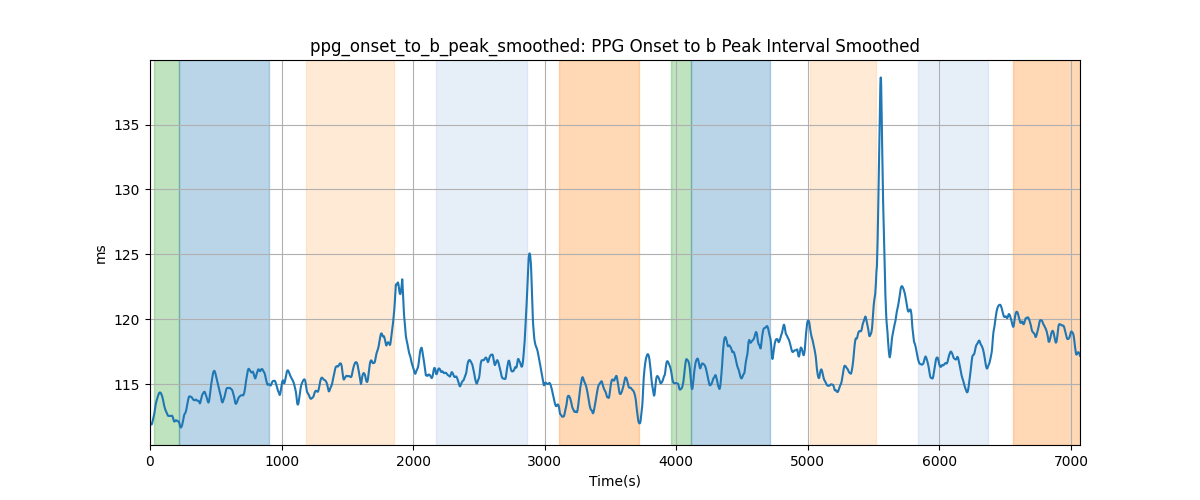 ppg_onset_to_b_peak_smoothed: PPG Onset to b Peak Interval Smoothed
135
130
125
120
115
ms
0 1000 2000 3000 4000 5000 6000 7000
Time(s)